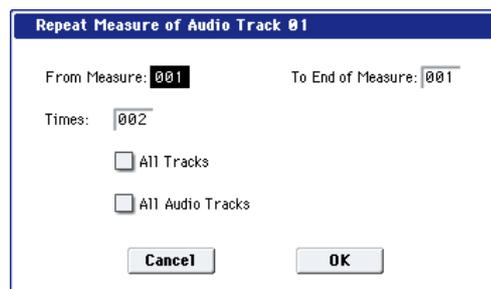 Repeat Measure of Audio Track 01
From Measure: 001 To End of Measure: 001
Times: 002
All Tracks
All Audio Tracks
Cancel OK